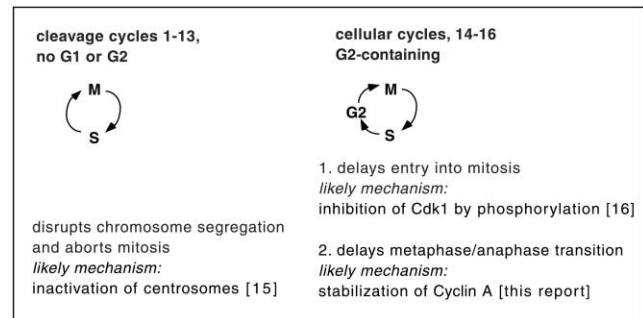 cleavage cycles 1-13,
no G1 or G2
M
S
disrupts chromosome segregation
and aborts mitosis
likely mechanism:
inactivation of centrosomes [15]
cellular cycles, 14-16
G2-containing
M
G2
S
1. delays entry into mitosis
likely mechanism:
inhibition of Cdk1 by phosphorylation [16]
2. delays metaphase/anaphase transition
likely mechanism:
stabilization of Cyclin A [this report]